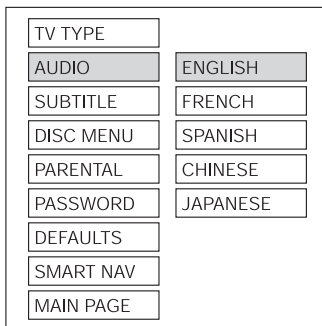 TV TYPE
AUDIO ENGLISH
SUBTITLE FRENCH
DISC MENU SPANISH
PARENTAL CHINESE
PASSWORD JAPANESE
DEFAULTS
SMART NAV
MAIN PAGE